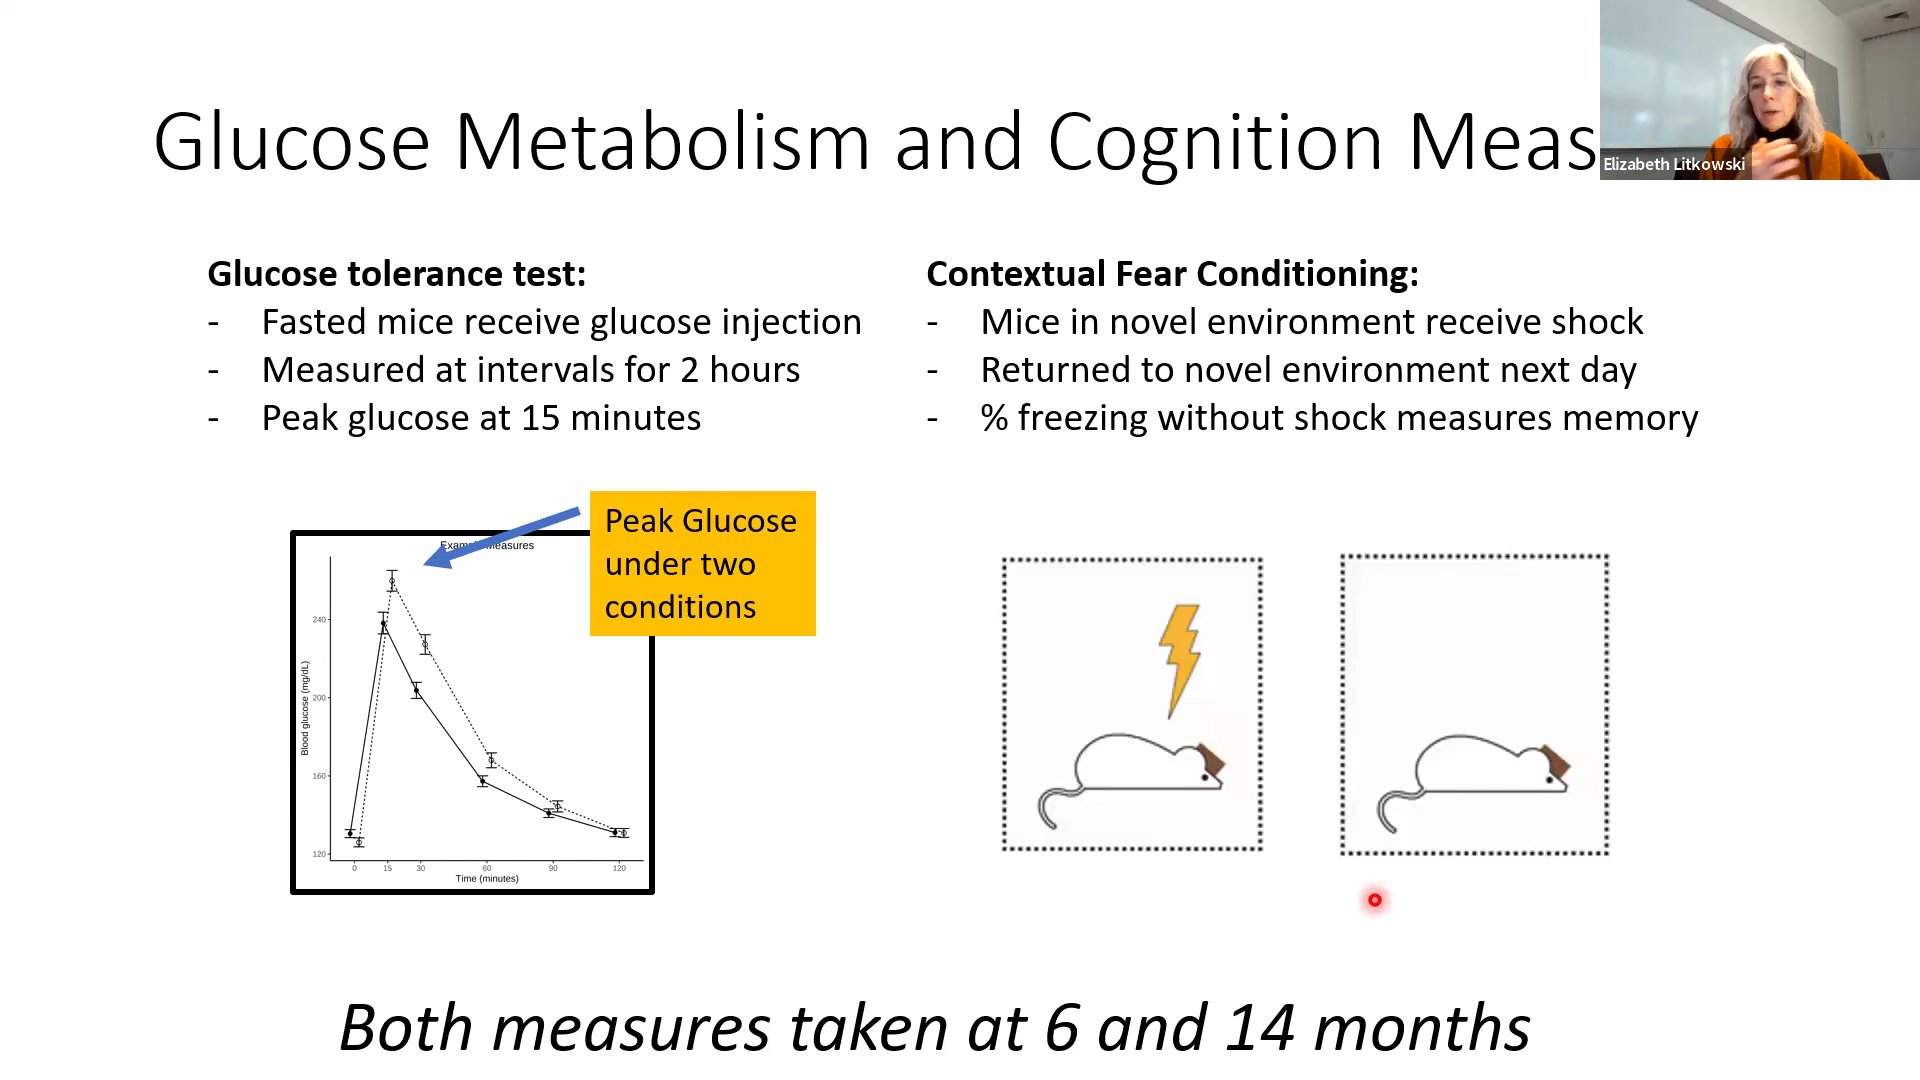 Glucose Metabolism and Cognition Meas
Elizabeth Litkowski
Glucose tolerance test:
- Fasted mice receive glucose injection
- Measured at intervals for 2 hours
- Peak glucose at 15 minutes
Contextual Fear Conditioning:
- Mice in novel environment receive shock
- Returned to novel environment next day
- % freezing without shock measures memory
Peak Glucose
under two
conditions
Measures
Blood glucose (mg/dL)
240
200
160
120
0 15 30 60 90 120
Time (minutes)
Both measures taken at 6 and 14 months